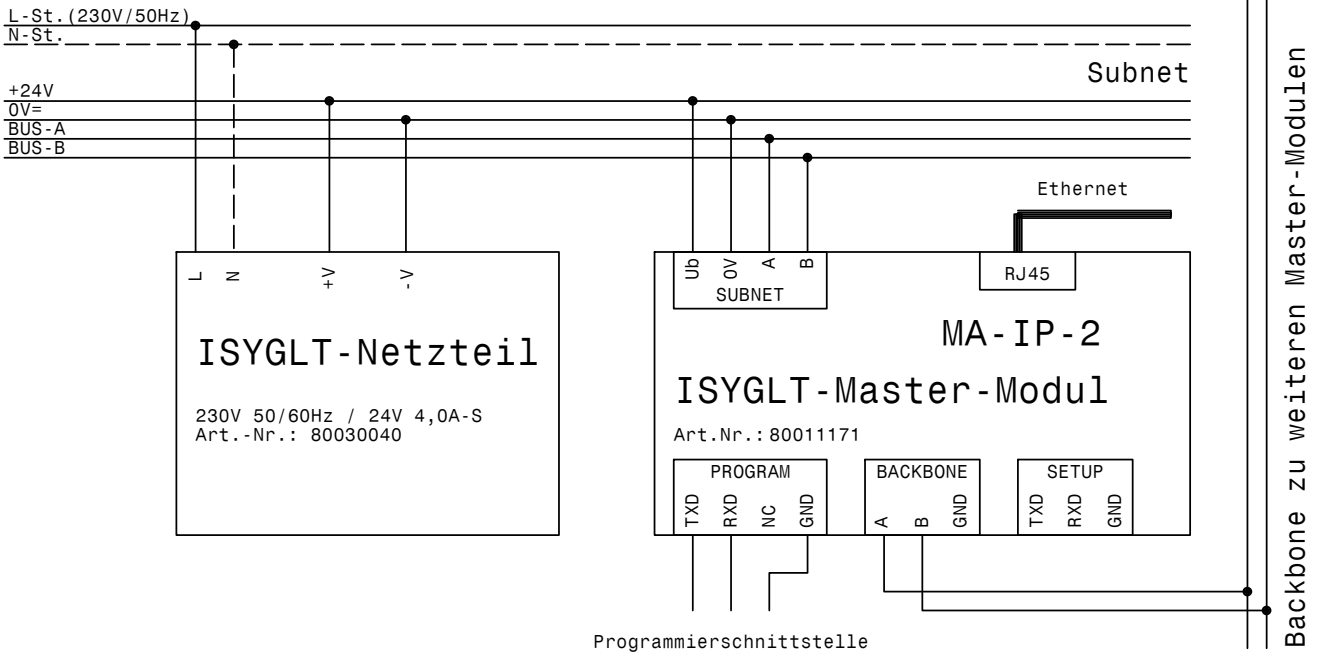 L-St.(230V/50Hz)
N-St.
Subnet
+24V
0V=
BUS-A
BUS-B
Ethernet
L
N
+V
-V
Ub
0V
A
B
SUBNET
RJ45
MA-IP-2
ISYGLT-Netzteil
ISYGLT-Master-Modul
230V 50/60Hz / 24V 4,0A-S
Art.-Nr.: 80030040
Art.Nr.:80011171
PROGRAM
TXD
RXD
NC
GND
BACKBONE
A
B
GND
SETUP
TXD
RXD
GND
Programmierschnittstelle
Backbone zu weiteren Master-Modulen